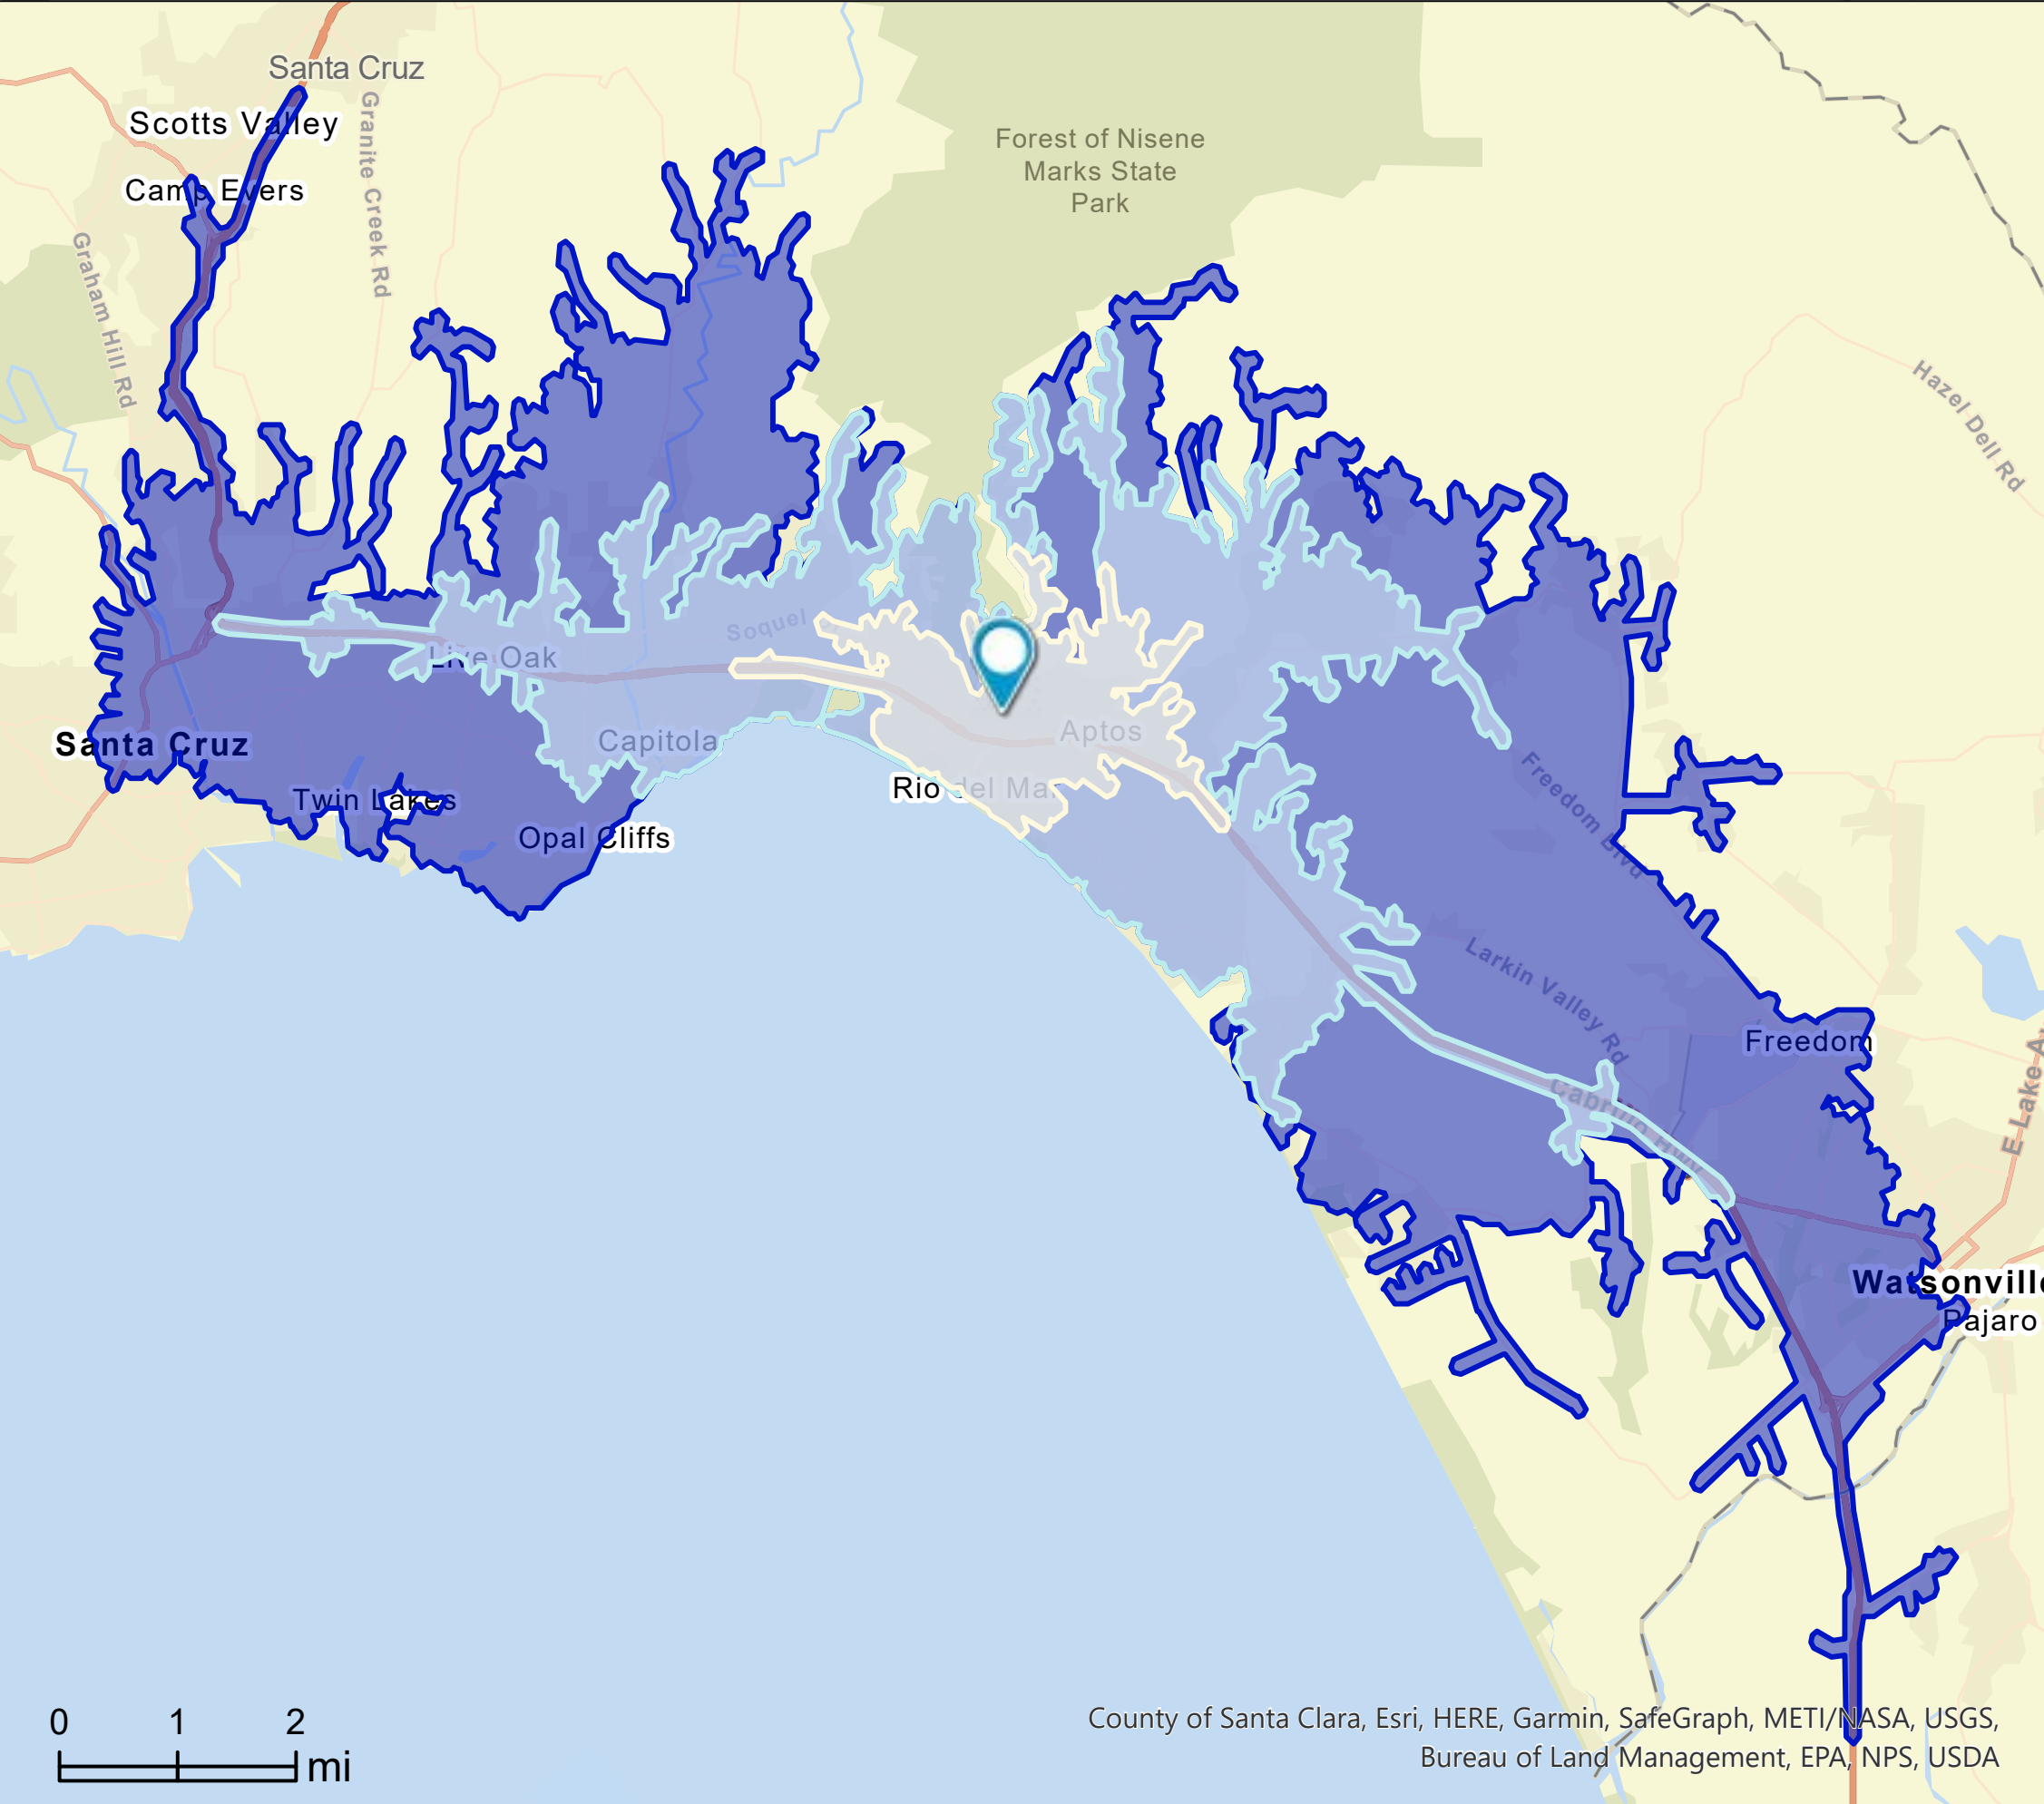 Santa Cruz
Scotts Valley
Camp Evers
Granite Creek Rd
Graham Hill Rd
Forest of Nisene
Marks State
Park
Hazel Dell Rd
Soquel
Live Oak
Aptos
Santa Cruz
Capitola
Rio del Mar
Twin Lakes
Opal Cliffs
Freedom Blvd
Larkin Valley Rd
Freedom
Cabrillo Hwy
E Lake A
Watsonville
Pajaro
0 1 2
mi
County of Santa Clara, Esri, HERE, Garmin, SafeGraph, METI/NASA, USGS,
Bureau of Land Management, EPA, NPS, USDA